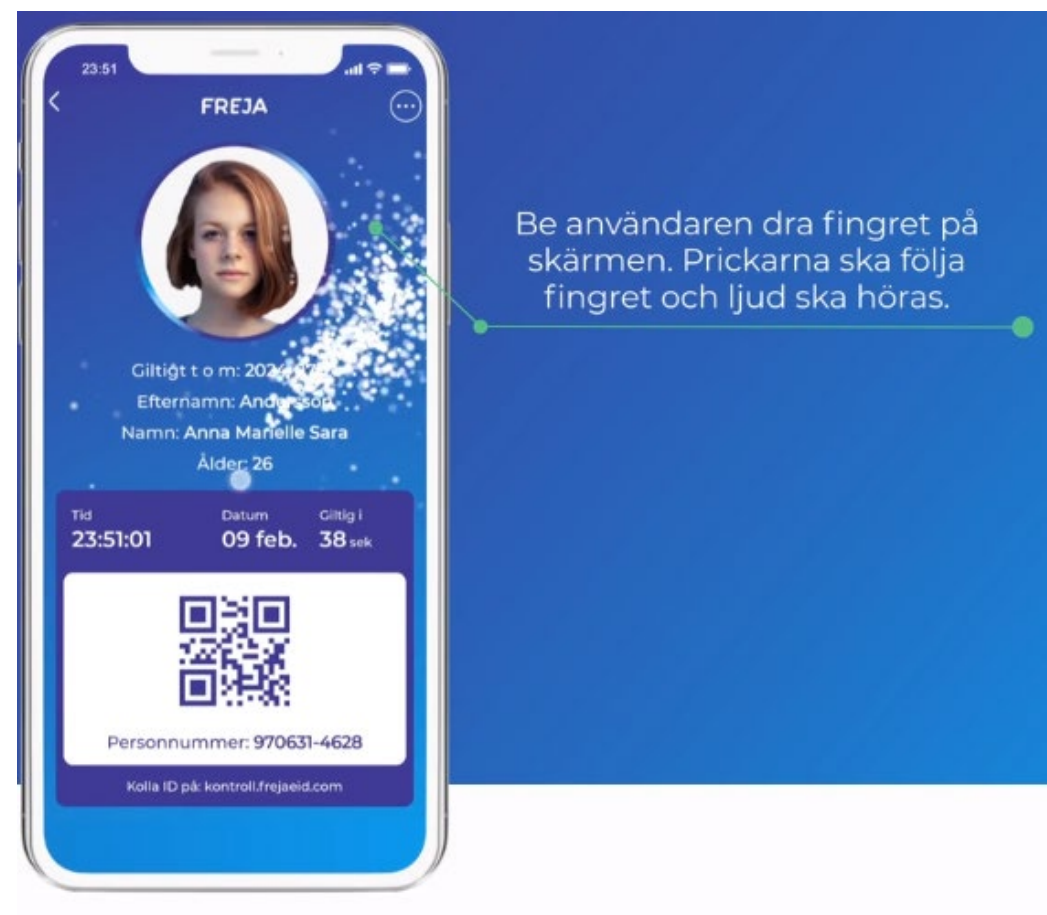 23:51
FREJA
Be användaren dra fingret på
skärmen. Prickarna ska följa
fingret och ljud ska höras.
Giltigt t o m: 2024
Efternamn: Andersson
Namn: Anna Marielle Sara
Ålder: 26
Tid Datum Giltig i
23:51:01 09 feb. 38 sek
Personnummer: 970631-4628
Kolla ID på: kontroll.frejaeid.com